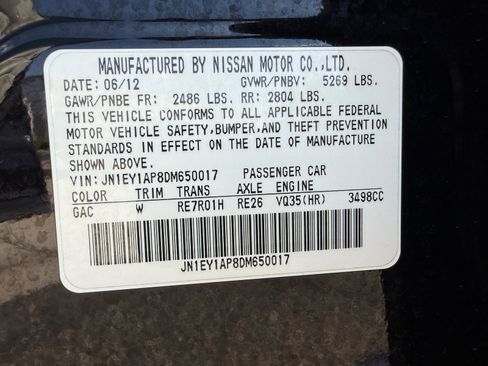 MANUFACTURED BY NISSAN MOTOR CO.,LTD.
DATE: 06/12 GVWR/PNBV: 5269 LBS.
GAWR/PNBE FR: 2486 LBS. RR: 2804 LBS.
THIS VEHICLE CONFORMS TO ALL APPLICABLE FEDERAL
MOTOR VEHICLE SAFETY,BUMPER,AND THEFT PREVENTION
STANDARDS IN EFFECT ON THE DATE OF MANUFACTURE
SHOWN ABOVE.
VIN: JN1EY1AP8DM650017 PASSENGER CAR
COLOR TRIM TRANS AXLE ENGINE
GAC W RE7R01H RE26 VQ35(HR) 3498CC
JN1EY1AP8DM650017